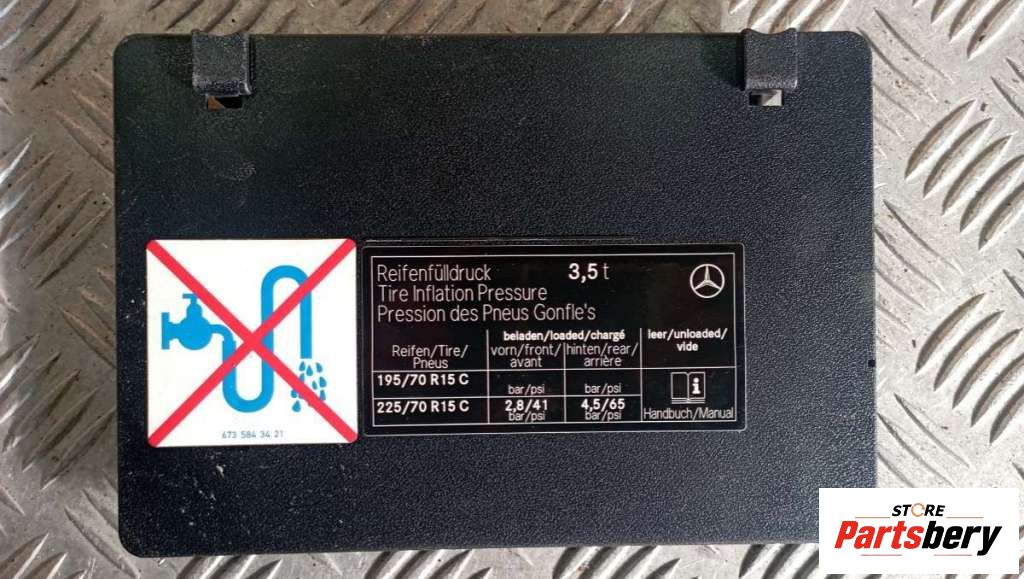 Reifenfülldruck 3,5 t
Tire Inflation Pressure
Pression des Pneus Gonfle's
beladen/loaded/chargé
leer/unloaded/
vide
Reifen/Tire/
Pneus
vorn/front/
avant
hinten/rear/
arrière
195/70 R15 C
bar/psi
bar/psi
225/70 R15 C
2,8/41
bar/psi
4,5/65
bar/psi
Handbuch/Manual
673 584 34 21
STORE
Partsbery